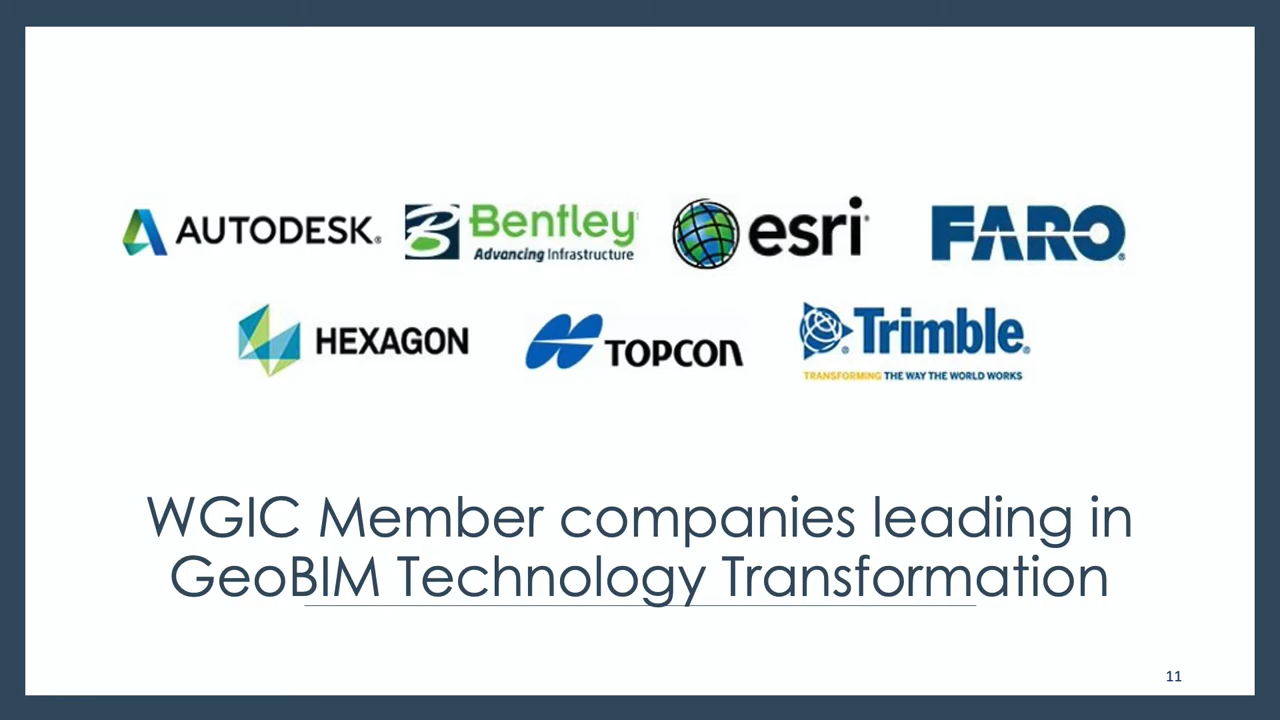 AUTODESK®
Bentley®
Advancing Infrastructure
esri®
FARO®
HEXAGON
TOPCON
Trimble®
TRANSFORMING THE WAY THE WORLD WORKS
WGIC Member companies leading in
GeoBIM Technology Transformation
11